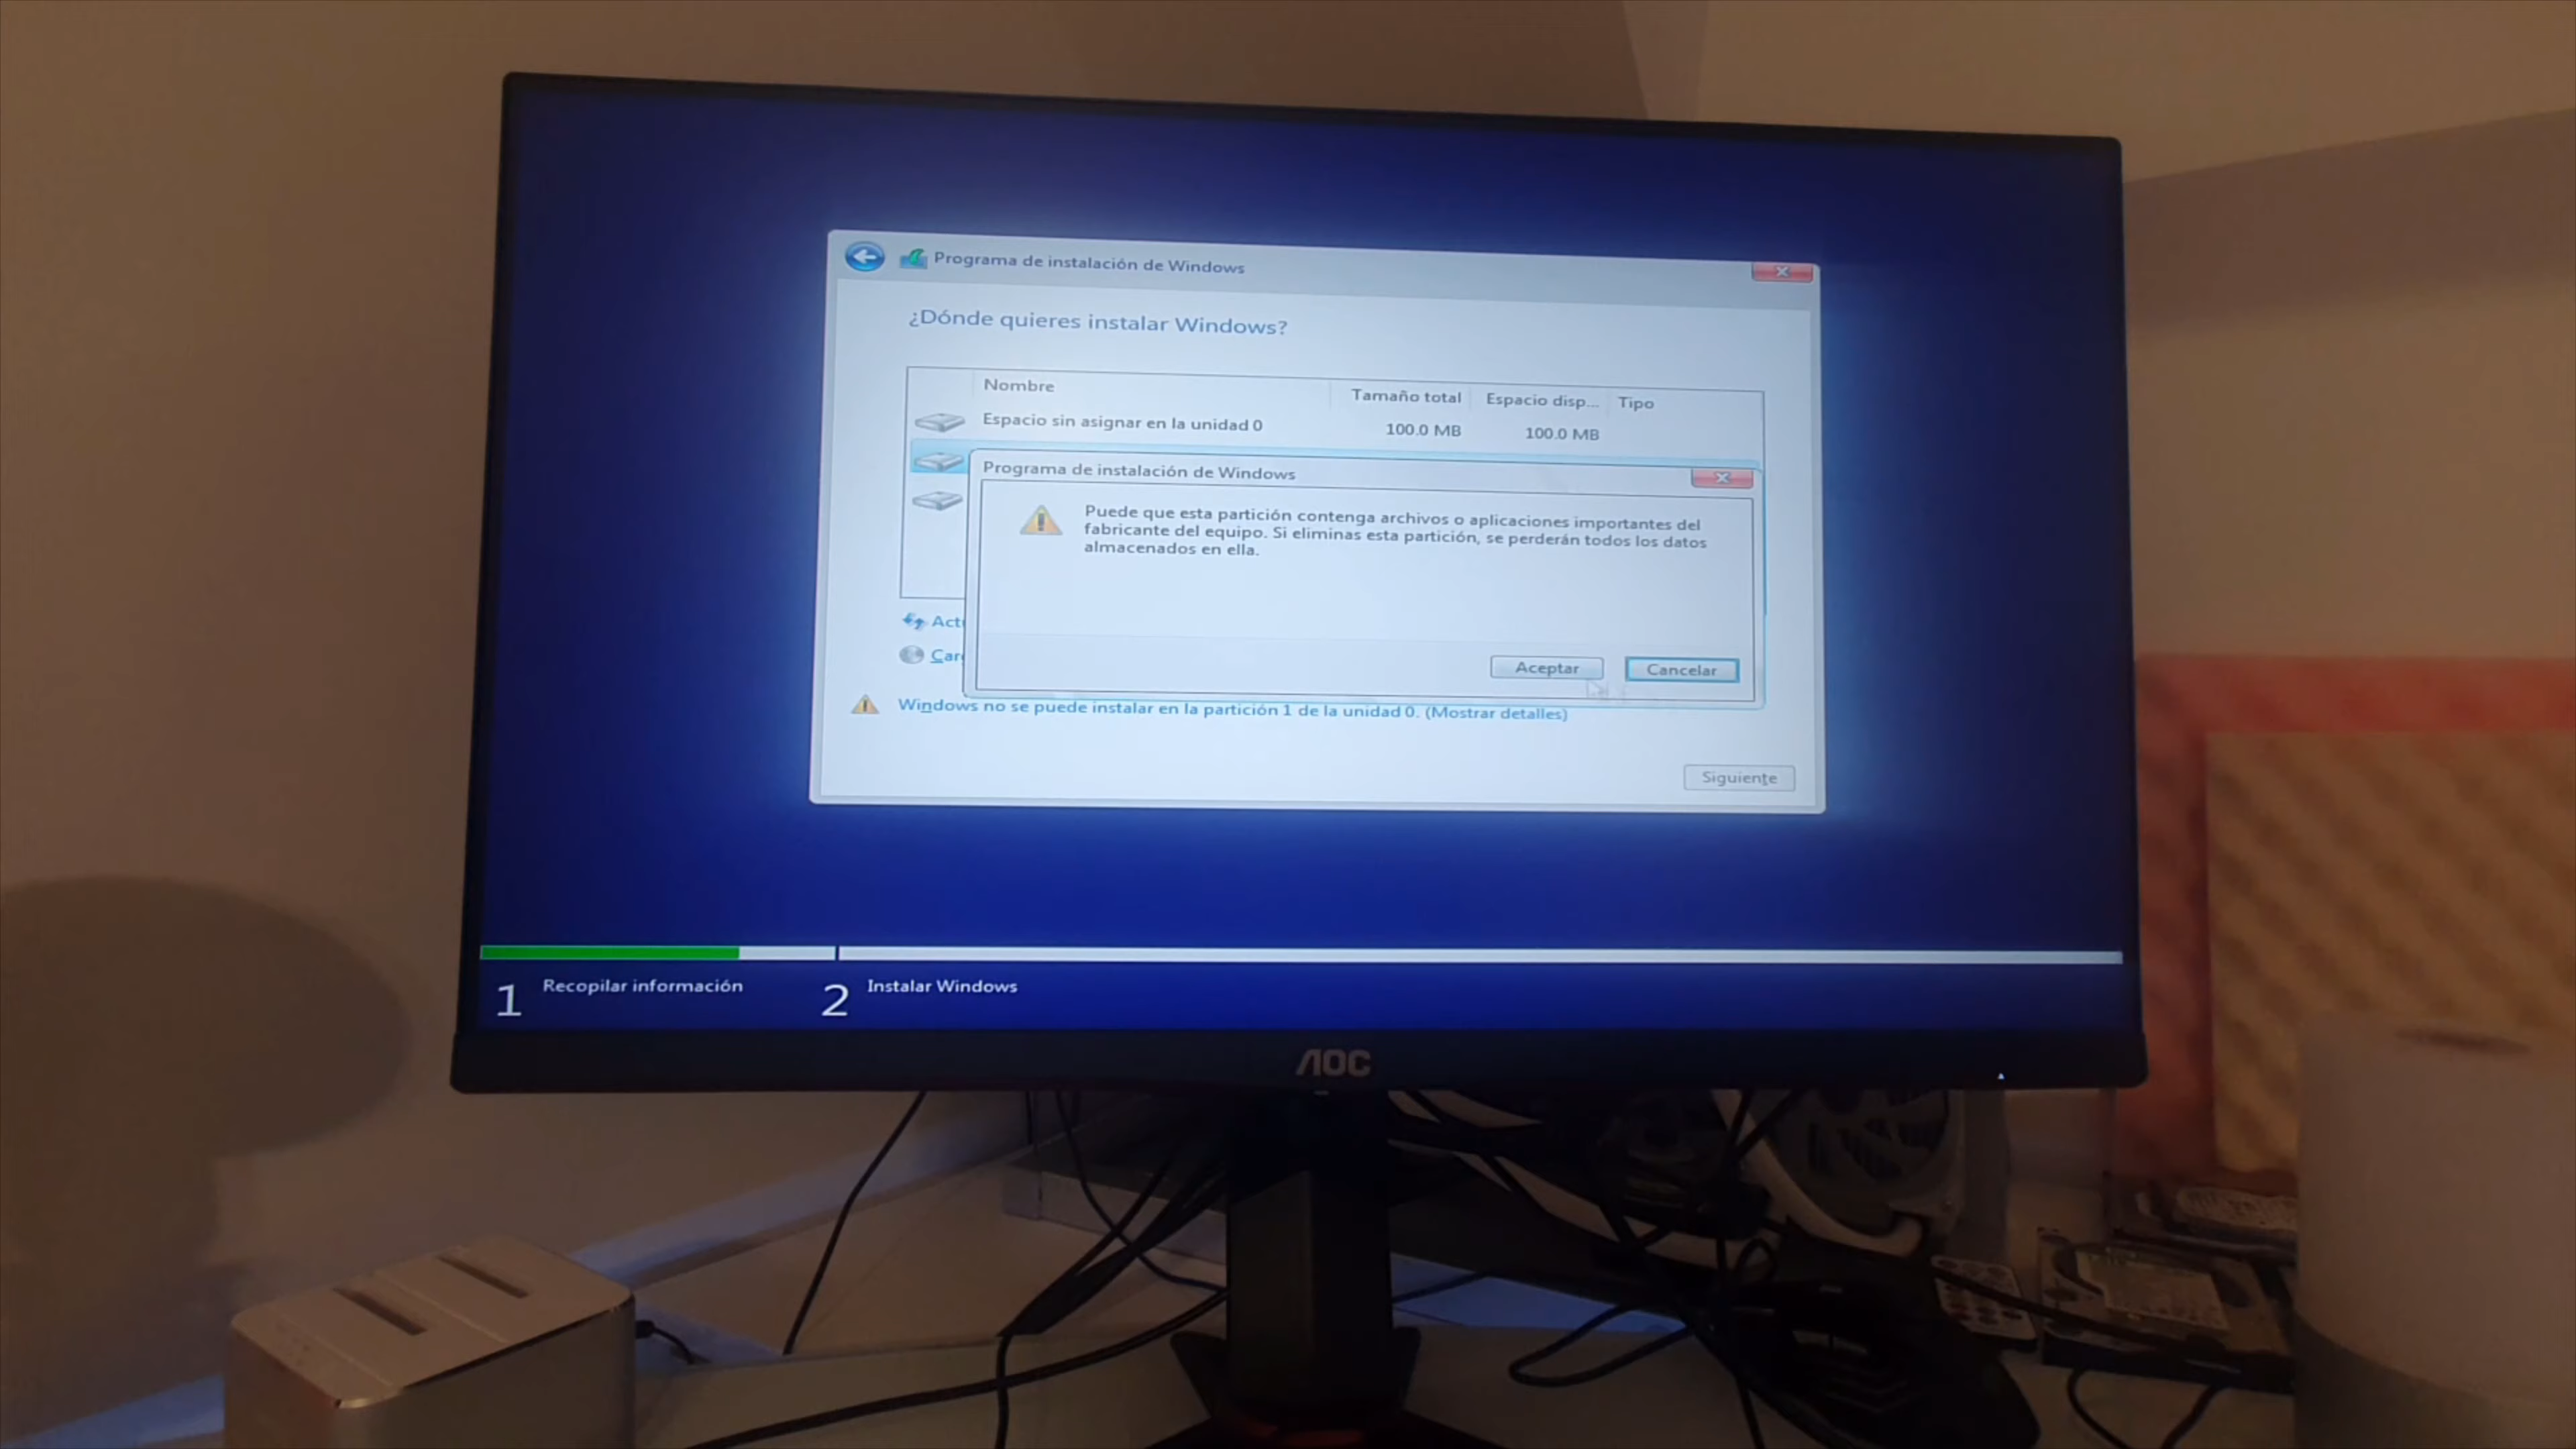 Programa de instalación de Windows
¿Dónde quieres instalar Windows?
Nombre Tamaño total Espacio disp... Tipo
Espacio sin asignar en la unidad 0 100.0 MB 100.0 MB
Programa de instalación de Windows
Puede que esta partición contenga archivos o aplicaciones importantes del
fabricante del equipo. Si eliminas esta partición, se perderán todos los datos
almacenados en ella.
Aceptar Cancelar
Act
Car
Windows no se puede instalar en la partición 1 de la unidad 0. (Mostrar detalles)
Siguiente
1 Recopilar información 2 Instalar Windows
AOC